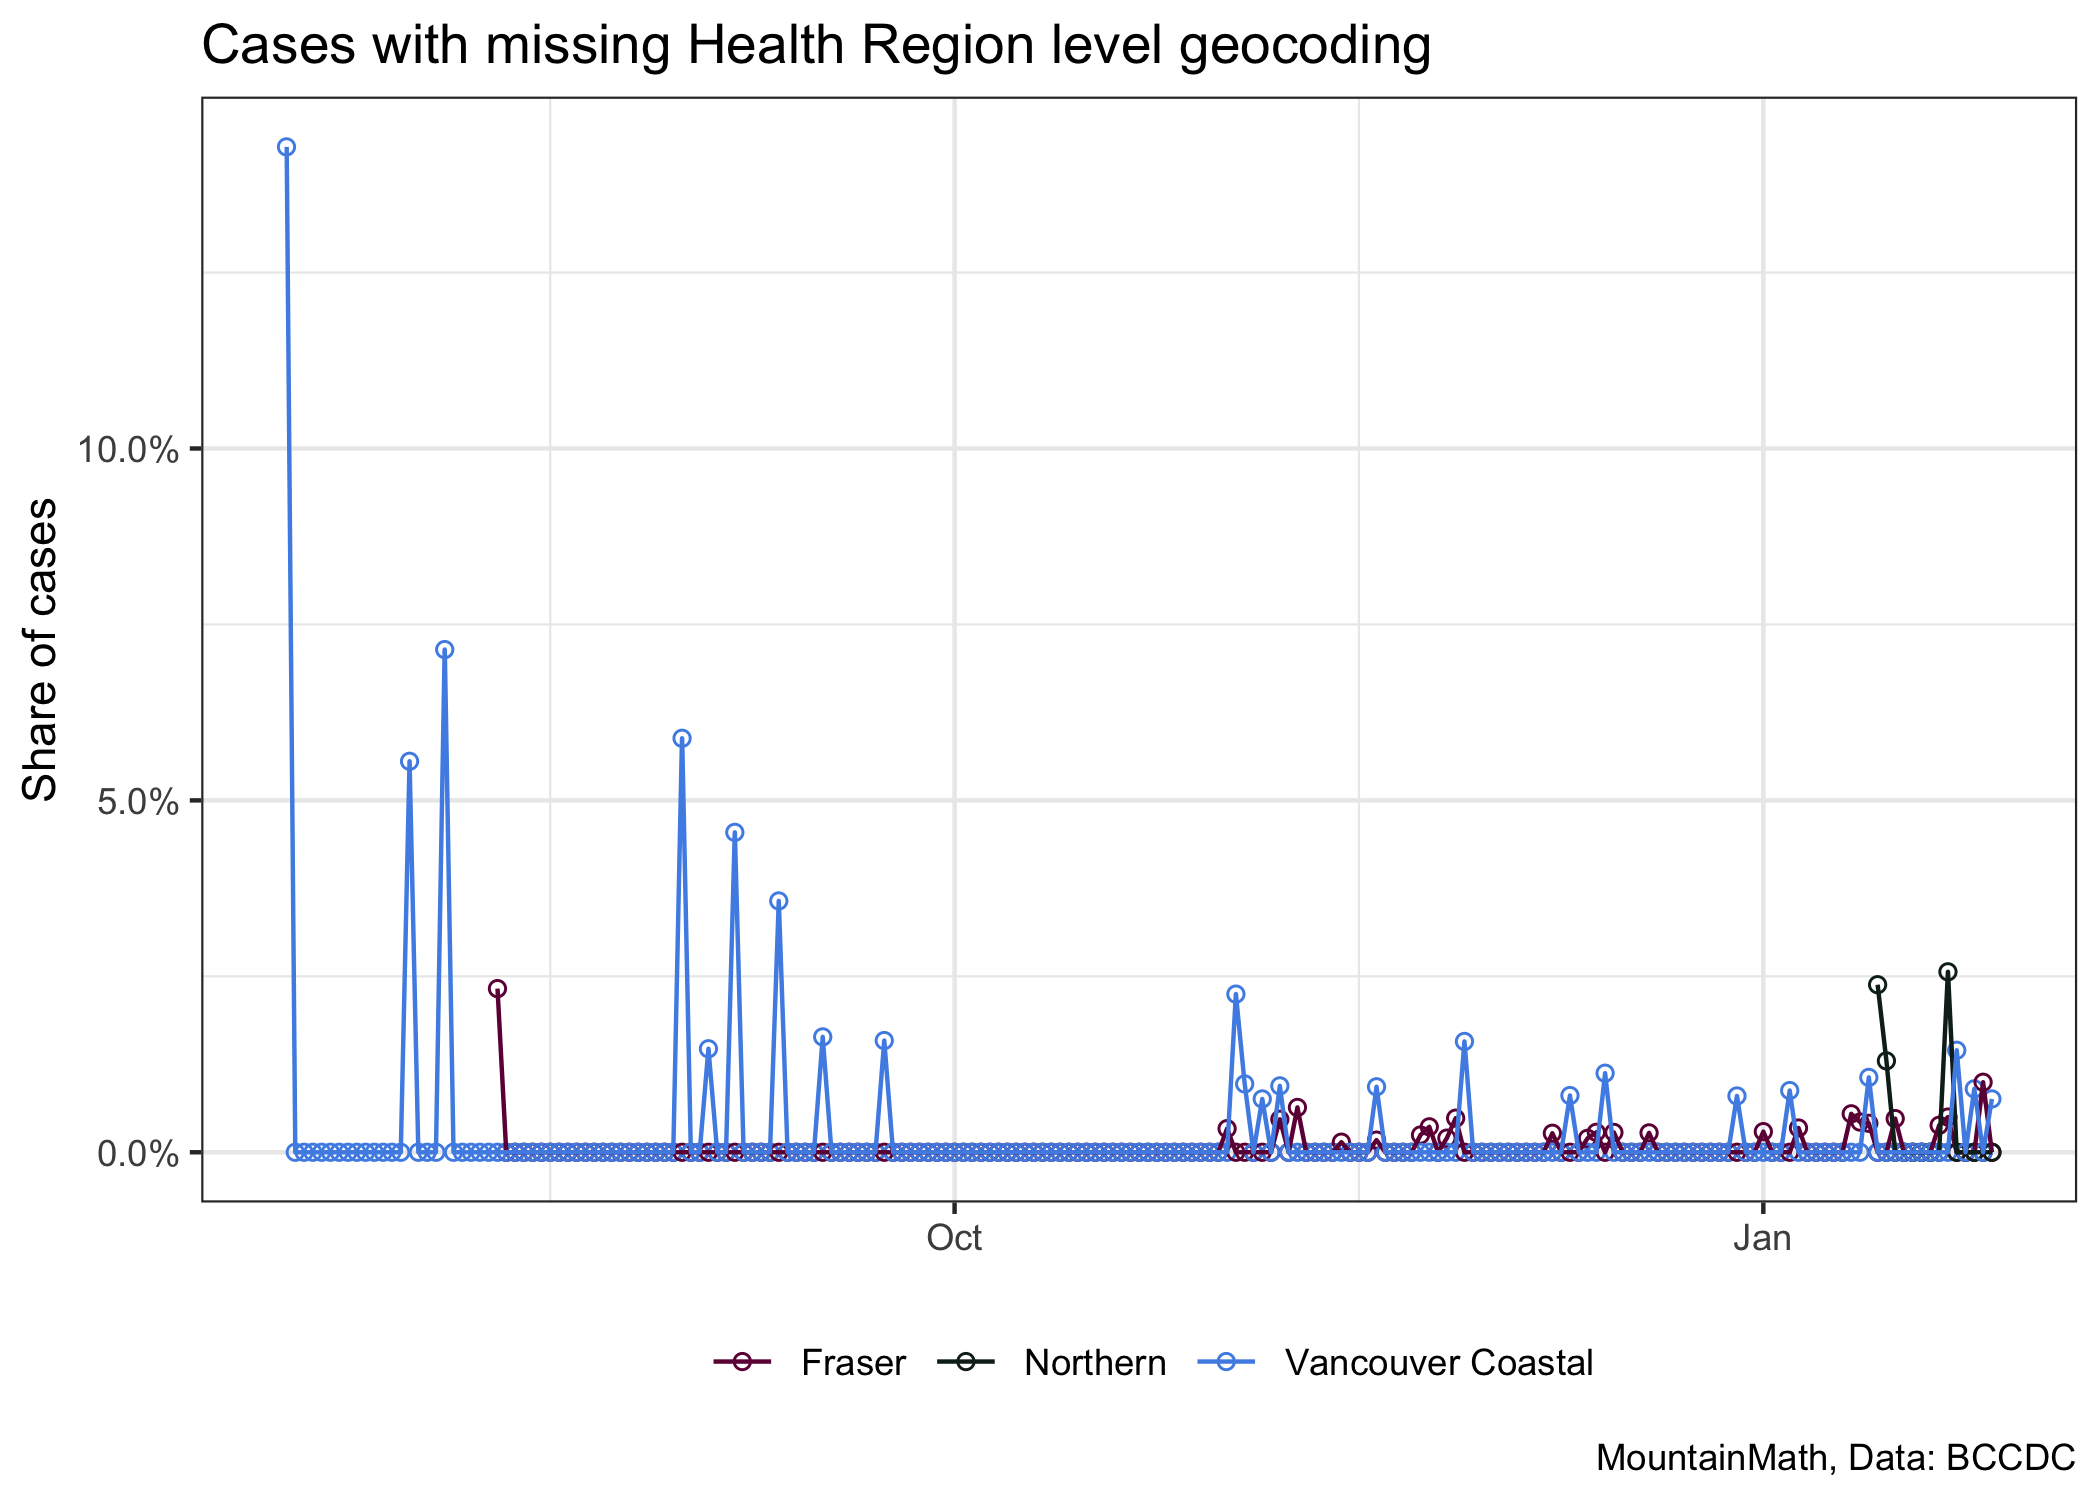 Cases with missing Health Region level geocoding
Share of cases
10.0%
5.0%
0.0%
Oct
Jan
Fraser
Northern
Vancouver Coastal
MountainMath, Data: BCCDC